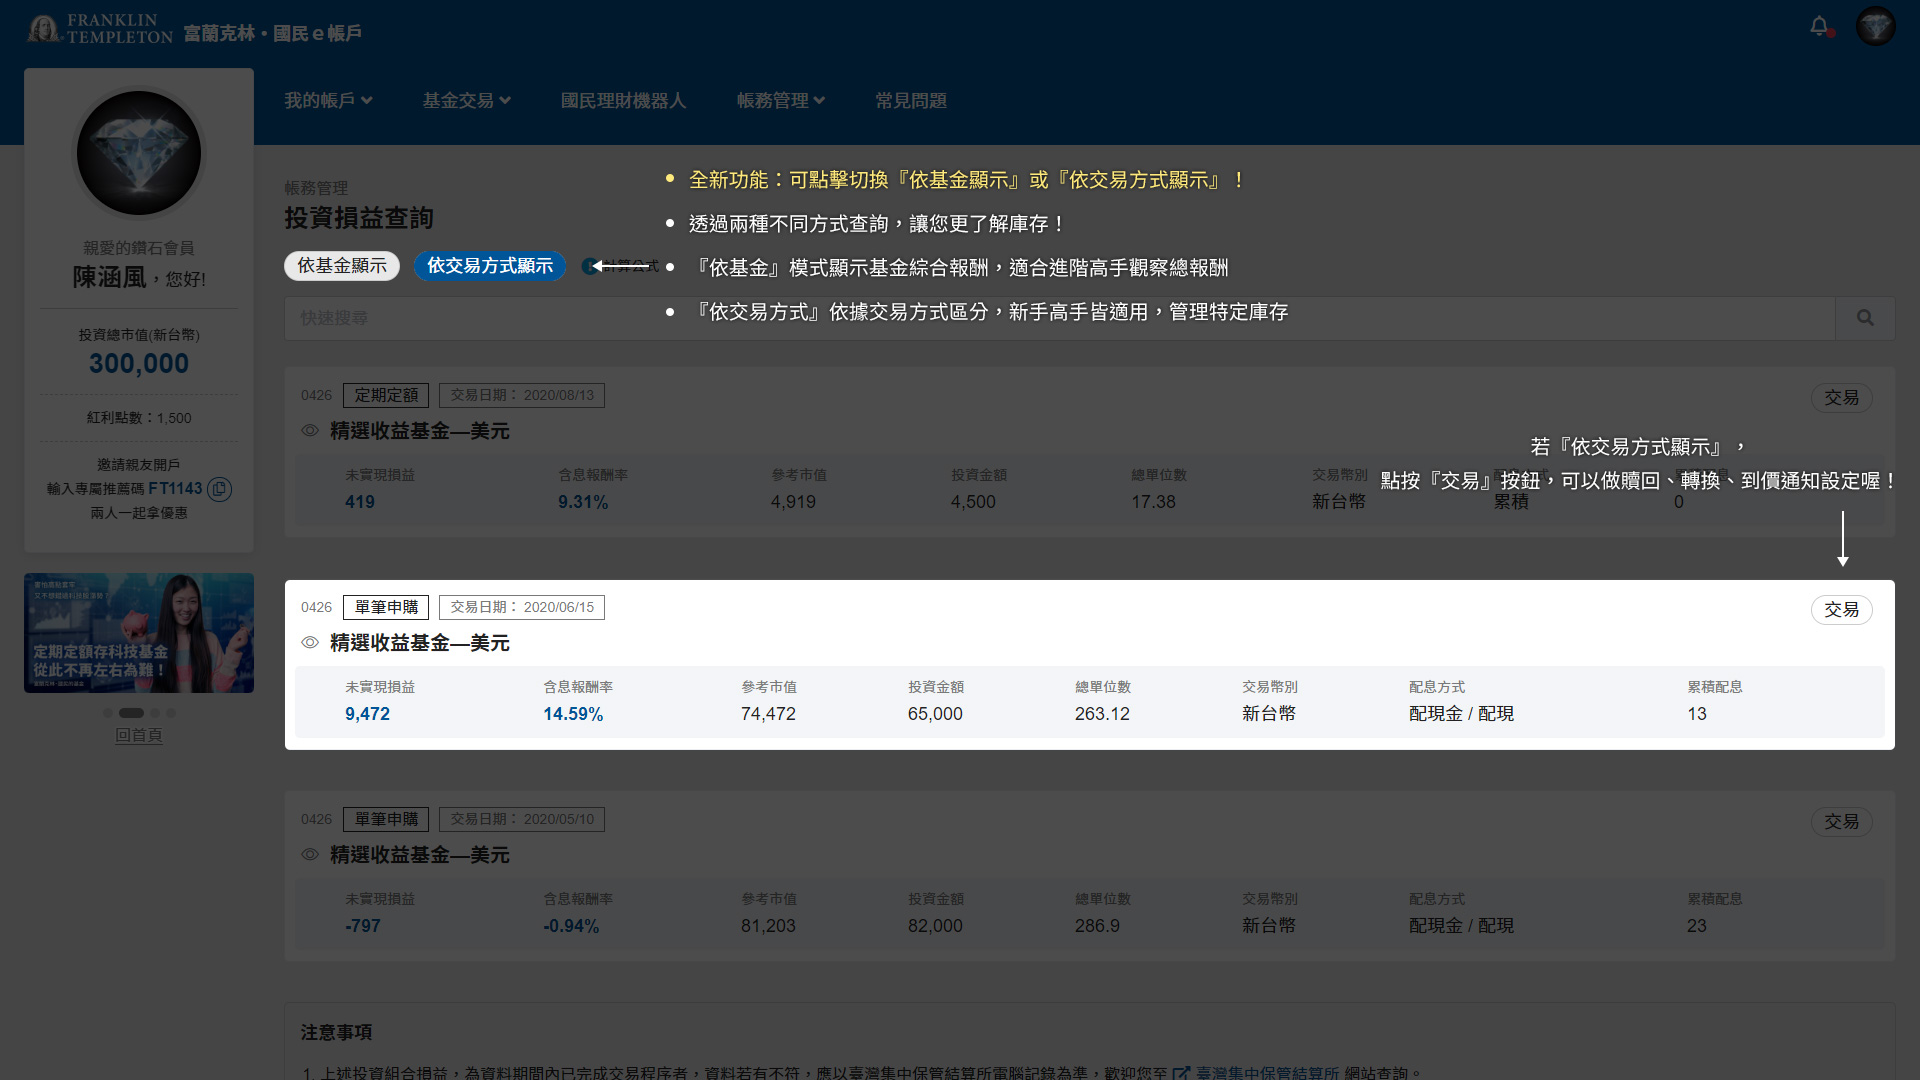 FRANKLIN
TEMPLETON 富蘭克林・國民e帳戶
我的帳戶 基金交易 國民理財機器人 帳務管理 常見問題
親愛的鑽石會員
陳涵風，您好!
投資總市值(新台幣)
300,000
紅利點數：1,500
邀請親友開戶
輸入專屬推薦碼 FT1143
兩人一起拿優惠
定期定額存科技基金
從此不再左右為難！
回首頁
帳務管理
投資損益查詢
依基金顯示 依交易方式顯示 計算公式
• 全新功能：可點擊切換『依基金顯示』或『依交易方式顯示』！
• 透過兩種不同方式查詢，讓您更了解庫存！
• 『依基金』模式顯示基金綜合報酬，適合進階高手觀察總報酬
• 『依交易方式』依據交易方式區分，新手高手皆適用，管理特定庫存
快速搜尋
0426 定期定額 交易日期： 2020/08/13 交易
精選收益基金—美元
若『依交易方式顯示』，
點按『交易』按鈕，可以做贖回、轉換、到價通知設定喔！
未實現損益 含息報酬率 參考市值 投資金額 總單位數 交易幣別
419 9.31% 4,919 4,500 17.38 新台幣 累積 0
0426 單筆申購 交易日期： 2020/06/15 交易
精選收益基金—美元
未實現損益 含息報酬率 參考市值 投資金額 總單位數 交易幣別 配息方式 累積配息
9,472 14.59% 74,472 65,000 263.12 新台幣 配現金 / 配現 13
0426 單筆申購 交易日期： 2020/05/10 交易
精選收益基金—美元
未實現損益 含息報酬率 參考市值 投資金額 總單位數 交易幣別 配息方式 累積配息
-797 -0.94% 81,203 82,000 286.9 新台幣 配現金 / 配現 23
注意事項
1. 上述投資組合損益，為資料期間內已完成交易程序者，資料若有不符，應以臺灣集中保管結算所電腦記錄為準，歡迎您至 臺灣集中保管結算所 網站查詢。